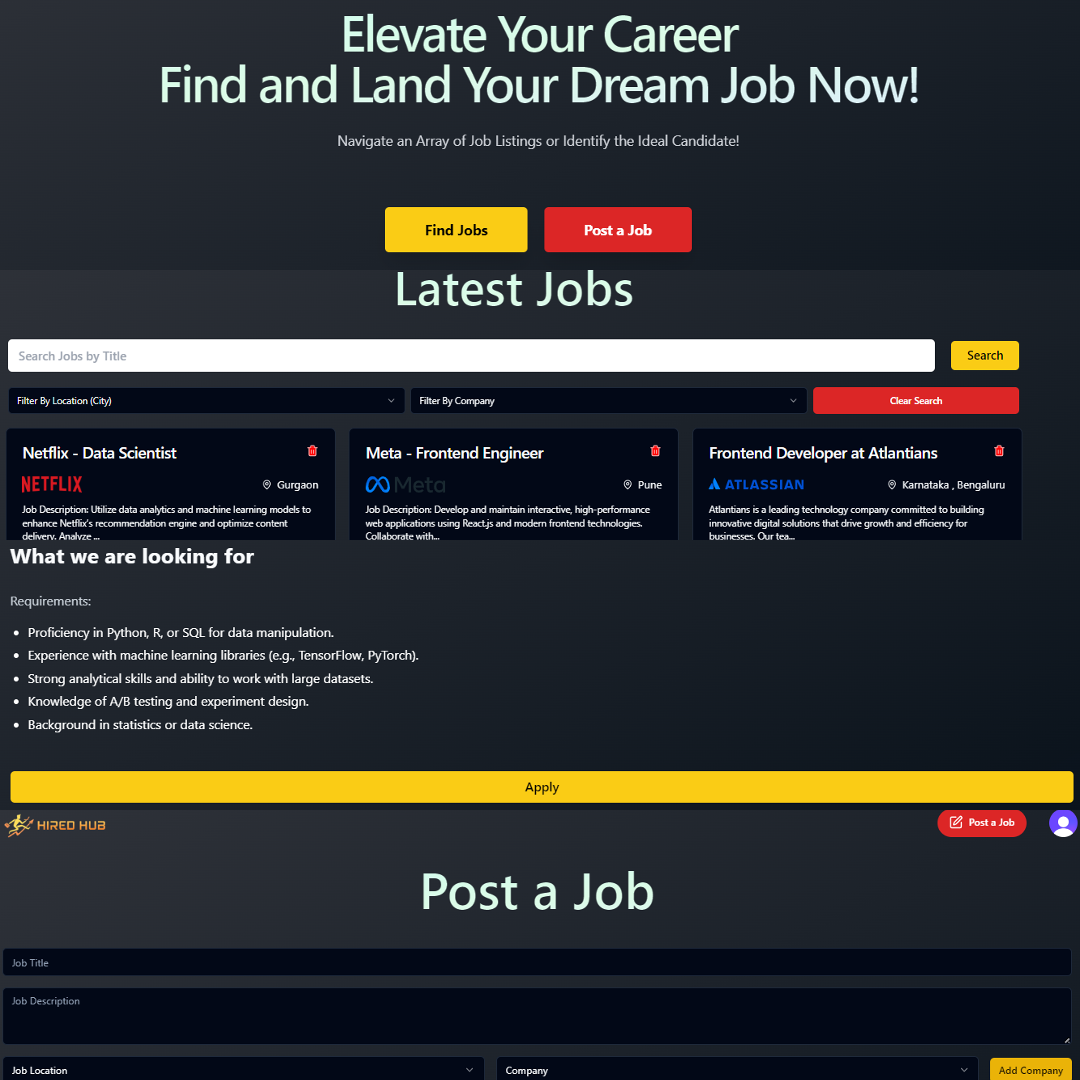 Elevate Your Career
Find and Land Your Dream Job Now!
Navigate an Array of Job Listings or Identify the Ideal Candidate!
Find Jobs
Post a Job
Latest Jobs
Search Jobs by Title
Search
Filter By Location (City)
Filter By Company
Clear Search
Netflix - Data Scientist
NETFLIX
Gurgaon
Job Description: Utilize data analytics and machine learning models to
enhance Netflix's recommendation engine and optimize content
delivery. Analyze ...
Meta - Frontend Engineer
Meta
Pune
Job Description: Develop and maintain interactive, high-performance
web applications using React.js and modern frontend technologies.
Collaborate with...
Frontend Developer at Atlantians
ATLASSIAN
Karnataka , Bengaluru
Atlantians is a leading technology company committed to building
innovative digital solutions that drive growth and efficiency for
businesses. Our tea...
What we are looking for
Requirements:
• Proficiency in Python, R, or SQL for data manipulation.
• Experience with machine learning libraries (e.g., TensorFlow, PyTorch).
• Strong analytical skills and ability to work with large datasets.
• Knowledge of A/B testing and experiment design.
• Background in statistics or data science.
Apply
HIRED HUB
Post a Job
Post a Job
Job Title
Job Description
Job Location
Company
Add Company